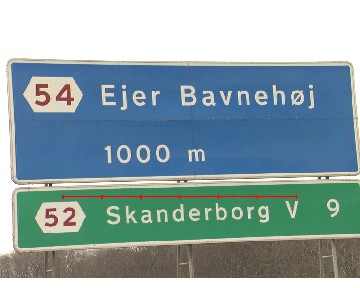 54 Ejer Bavnehøj
1000 m
52 Skanderborg V 9